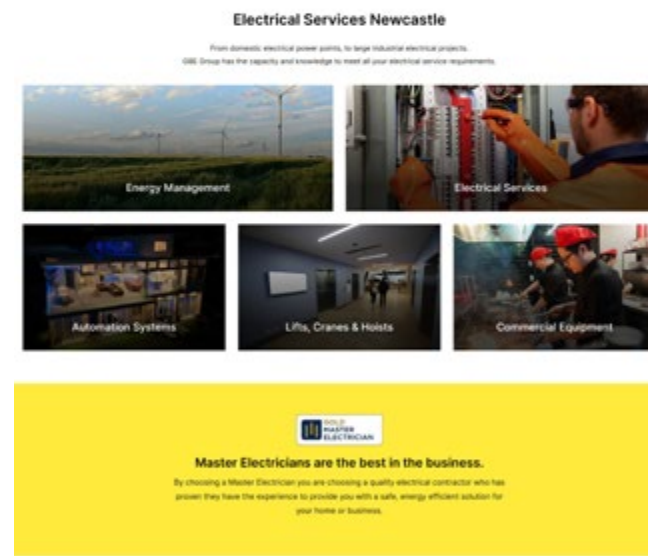 Electrical Services Newcastle
From domestic electrical power points, to large industrial electrical projects.
GBE Group has the capacity and knowledge to meet all your electrical service requirements.
Energy Management
Electrical Services
Automation Systems
Lifts, Cranes & Hoists
Commercial Equipment
GOLD
MASTER
ELECTRICIAN
Master Electricians are the best in the business.
By choosing a Master Electrician you are choosing a quality electrical contractor who has
proven they have the experience to provide you with a safe, energy efficient solution for
your home or business.